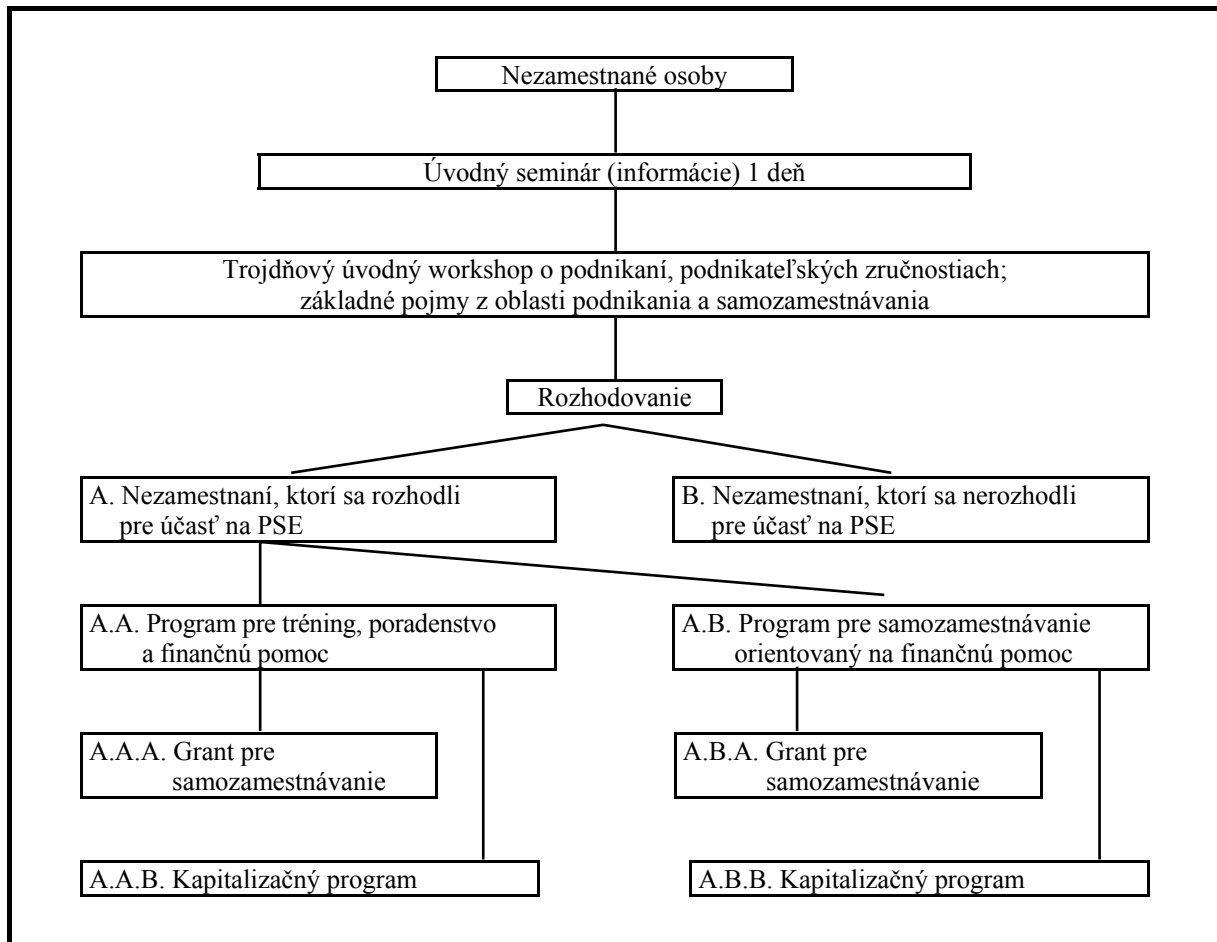 Nezamestnané osoby
Úvodný seminár (informácie) 1 deň
Trojdňový úvodný workshop o podnikaní, podnikateľských zručnostiach;
základné pojmy z oblasti podnikania a samozamestnávania
Rozhodovanie
A. Nezamestnaní, ktorí sa rozhodli
pre účasť na PSE
B. Nezamestnaní, ktorí sa nerozhodli
pre účasť na PSE
A.A. Program pre tréning, poradenstvo
a finančnú pomoc
A.B. Program pre samozamestnávanie
orientovaný na finančnú pomoc
A.A.A. Grant pre
samozamestnávanie
A.B.A. Grant pre
samozamestnávanie
A.A.B. Kapitalizačný program
A.B.B. Kapitalizačný program